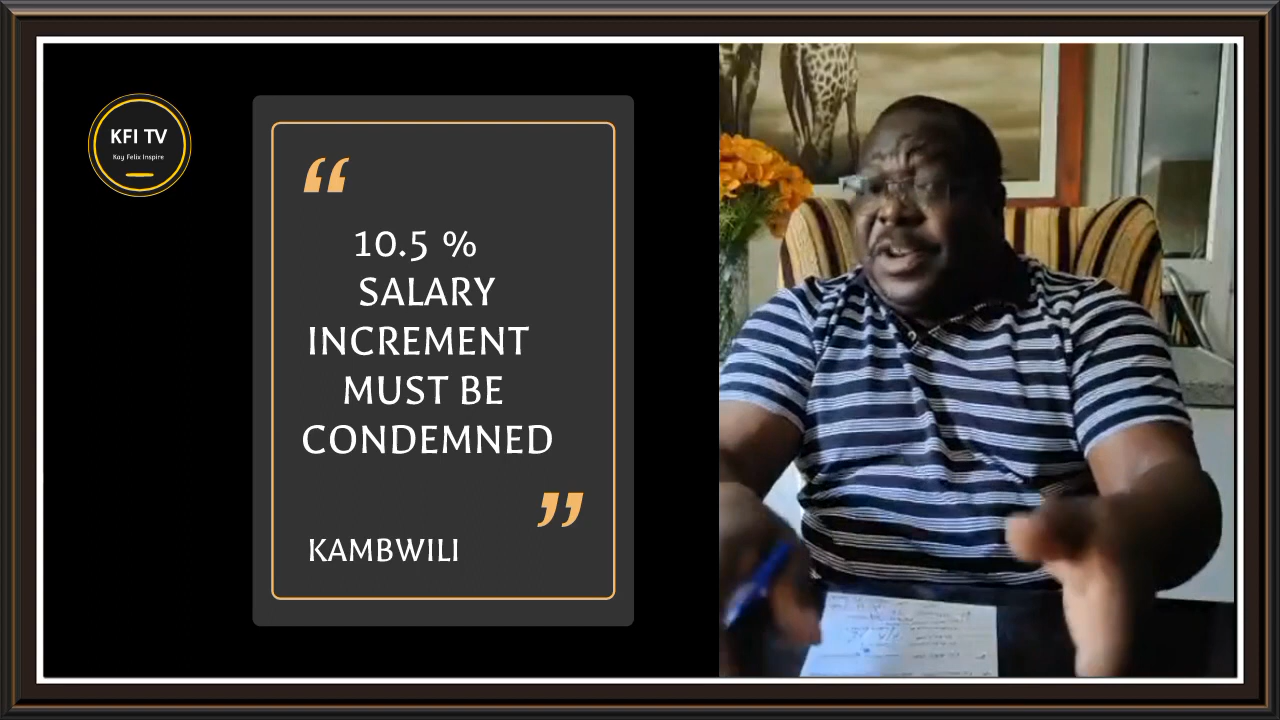 KFI TV
Kay Felix Inspire
“
10.5 %
SALARY
INCREMENT
MUST BE
CONDEMNED
”
KAMBWILI